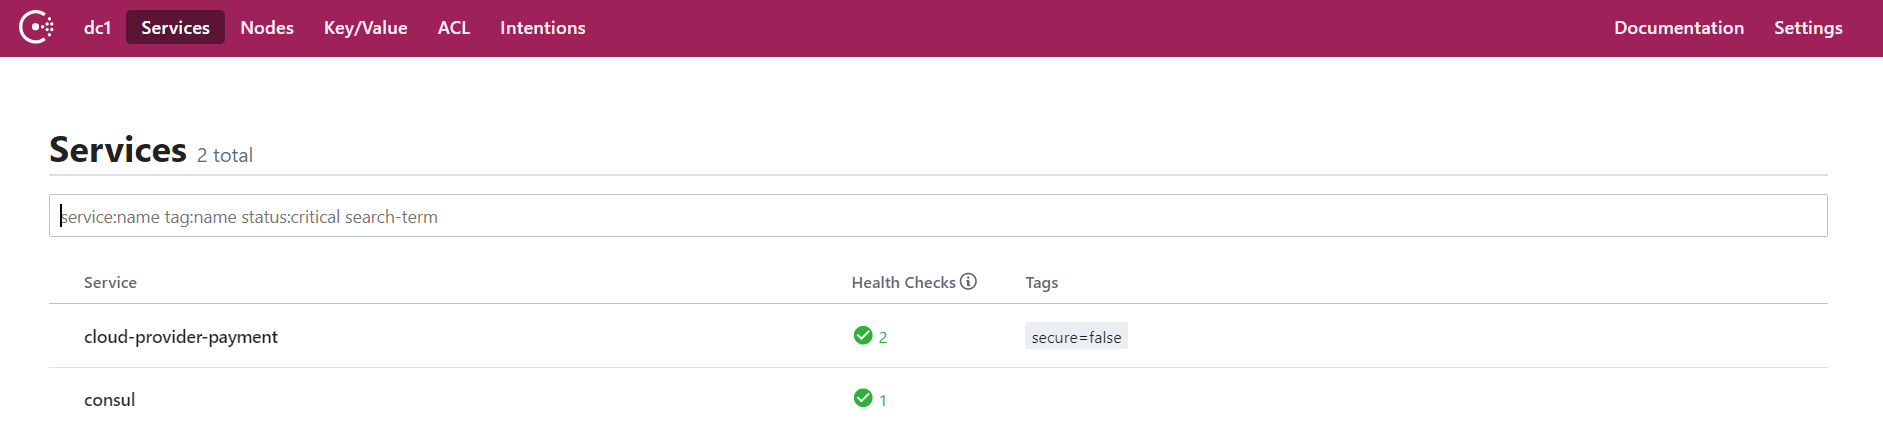 dc1 Services Nodes Key/Value ACL Intentions Documentation Settings
Services 2 total
service:name tag:name status:critical search-term
Service Health Checks Tags
cloud-provider-payment 2 secure=false
consul 1